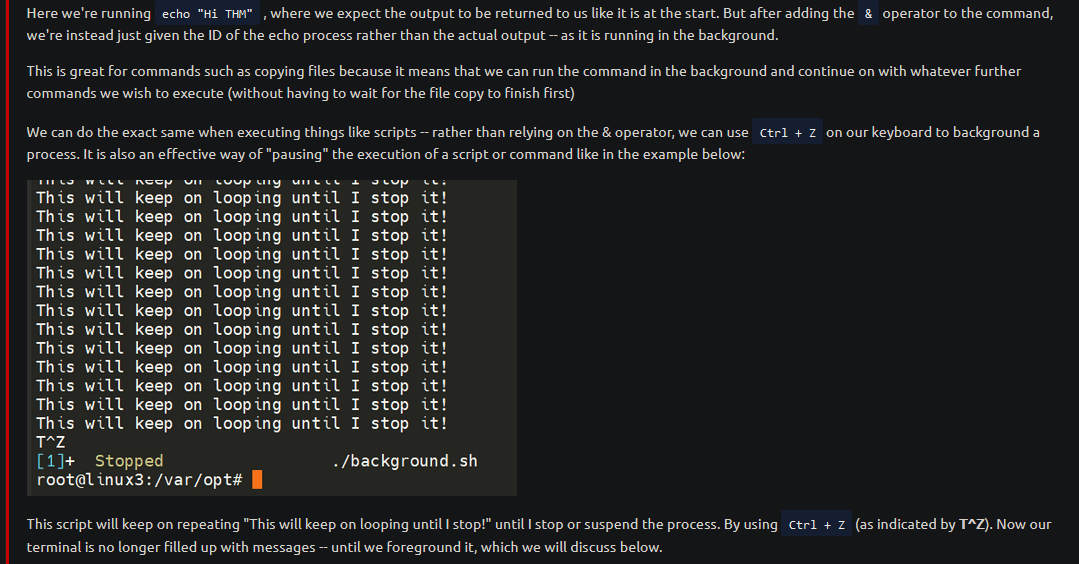 Here we're running echo "Hi THM" , where we expect the output to be returned to us like it is at the start. But after adding the & operator to the command,
we're instead just given the ID of the echo process rather than the actual output -- as it is running in the background.
This is great for commands such as copying files because it means that we can run the command in the background and continue on with whatever further
commands we wish to execute (without having to wait for the file copy to finish first)
We can do the exact same when executing things like scripts -- rather than relying on the & operator, we can use Ctrl + Z on our keyboard to background a
process. It is also an effective way of "pausing" the execution of a script or command like in the example below:
This will keep on looping until I stop it!
This will keep on looping until I stop it!
This will keep on looping until I stop it!
This will keep on looping until I stop it!
This will keep on looping until I stop it!
This will keep on looping until I stop it!
This will keep on looping until I stop it!
This will keep on looping until I stop it!
This will keep on looping until I stop it!
This will keep on looping until I stop it!
This will keep on looping until I stop it!
This will keep on looping until I stop it!
This will keep on looping until I stop it!
This will keep on looping until I stop it!
T^Z
[1]+  Stopped                 ./background.sh
root@linux3:/var/opt#
This script will keep on repeating "This will keep on looping until I stop!" until I stop or suspend the process. By using Ctrl + Z (as indicated by T^Z). Now our
terminal is no longer filled up with messages -- until we foreground it, which we will discuss below.